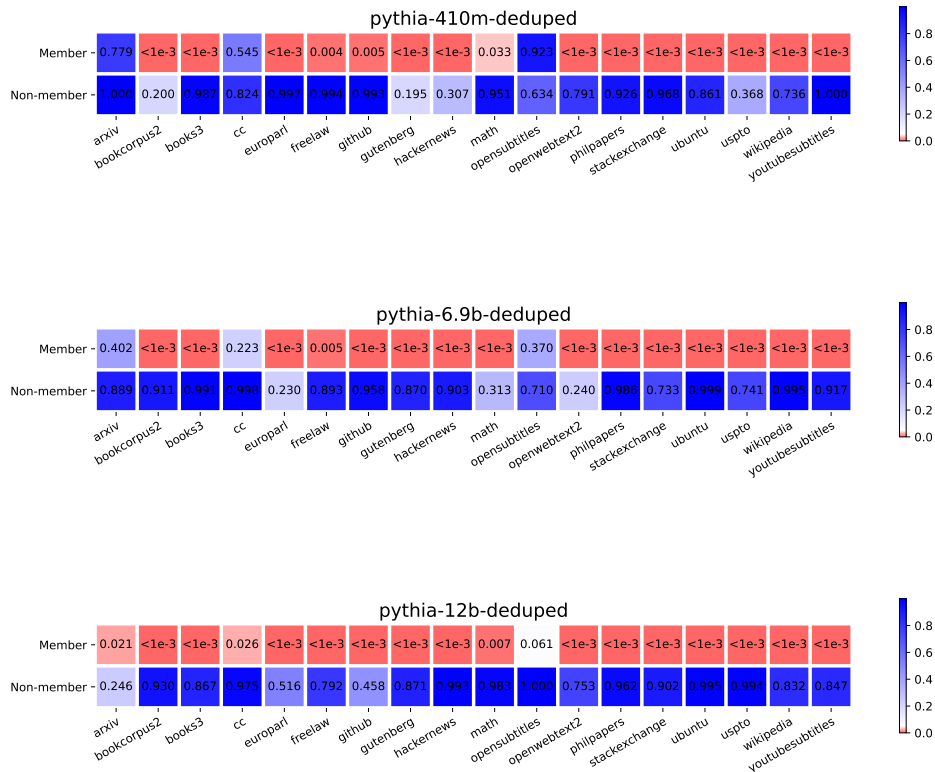 pythia-410m-deduped
Member 0.779 <1e-3 <1e-3 0.545 <1e-3 0.004 0.005 <1e-3 <1e-3 0.033 0.923 <1e-3 <1e-3 <1e-3 <1e-3 <1e-3 <1e-3 <1e-3
Non-member 1.000 0.200 0.987 0.824 0.997 0.994 0.993 0.195 0.307 0.951 0.634 0.791 0.926 0.968 0.861 0.368 0.736 1.000
arxiv bookcorpus2 books3 cc europarl freelaw github gutenberg hackernews math opensubtitles openwebtext2 philpapers stackexchange ubuntu uspto wikipedia youtubesubtitles
0.8
0.6
0.4
0.2
0.0
pythia-6.9b-deduped
Member 0.402 <1e-3 <1e-3 0.223 <1e-3 0.005 <1e-3 <1e-3 <1e-3 <1e-3 0.370 <1e-3 <1e-3 <1e-3 <1e-3 <1e-3 <1e-3 <1e-3
Non-member 0.889 0.911 0.991 0.998 0.230 0.893 0.958 0.870 0.903 0.313 0.710 0.240 0.986 0.733 0.999 0.741 0.995 0.917
arxiv bookcorpus2 books3 cc europarl freelaw github gutenberg hackernews math opensubtitles openwebtext2 philpapers stackexchange ubuntu uspto wikipedia youtubesubtitles
0.8
0.6
0.4
0.2
0.0
pythia-12b-deduped
Member 0.021 <1e-3 <1e-3 0.026 <1e-3 <1e-3 <1e-3 <1e-3 <1e-3 0.007 0.061 <1e-3 <1e-3 <1e-3 <1e-3 <1e-3 <1e-3 <1e-3
Non-member 0.246 0.930 0.867 0.975 0.516 0.792 0.458 0.871 0.993 0.983 1.000 0.753 0.962 0.902 0.995 0.994 0.832 0.847
arxiv bookcorpus2 books3 cc europarl freelaw github gutenberg hackernews math opensubtitles openwebtext2 philpapers stackexchange ubuntu uspto wikipedia youtubesubtitles
0.8
0.6
0.4
0.2
0.0